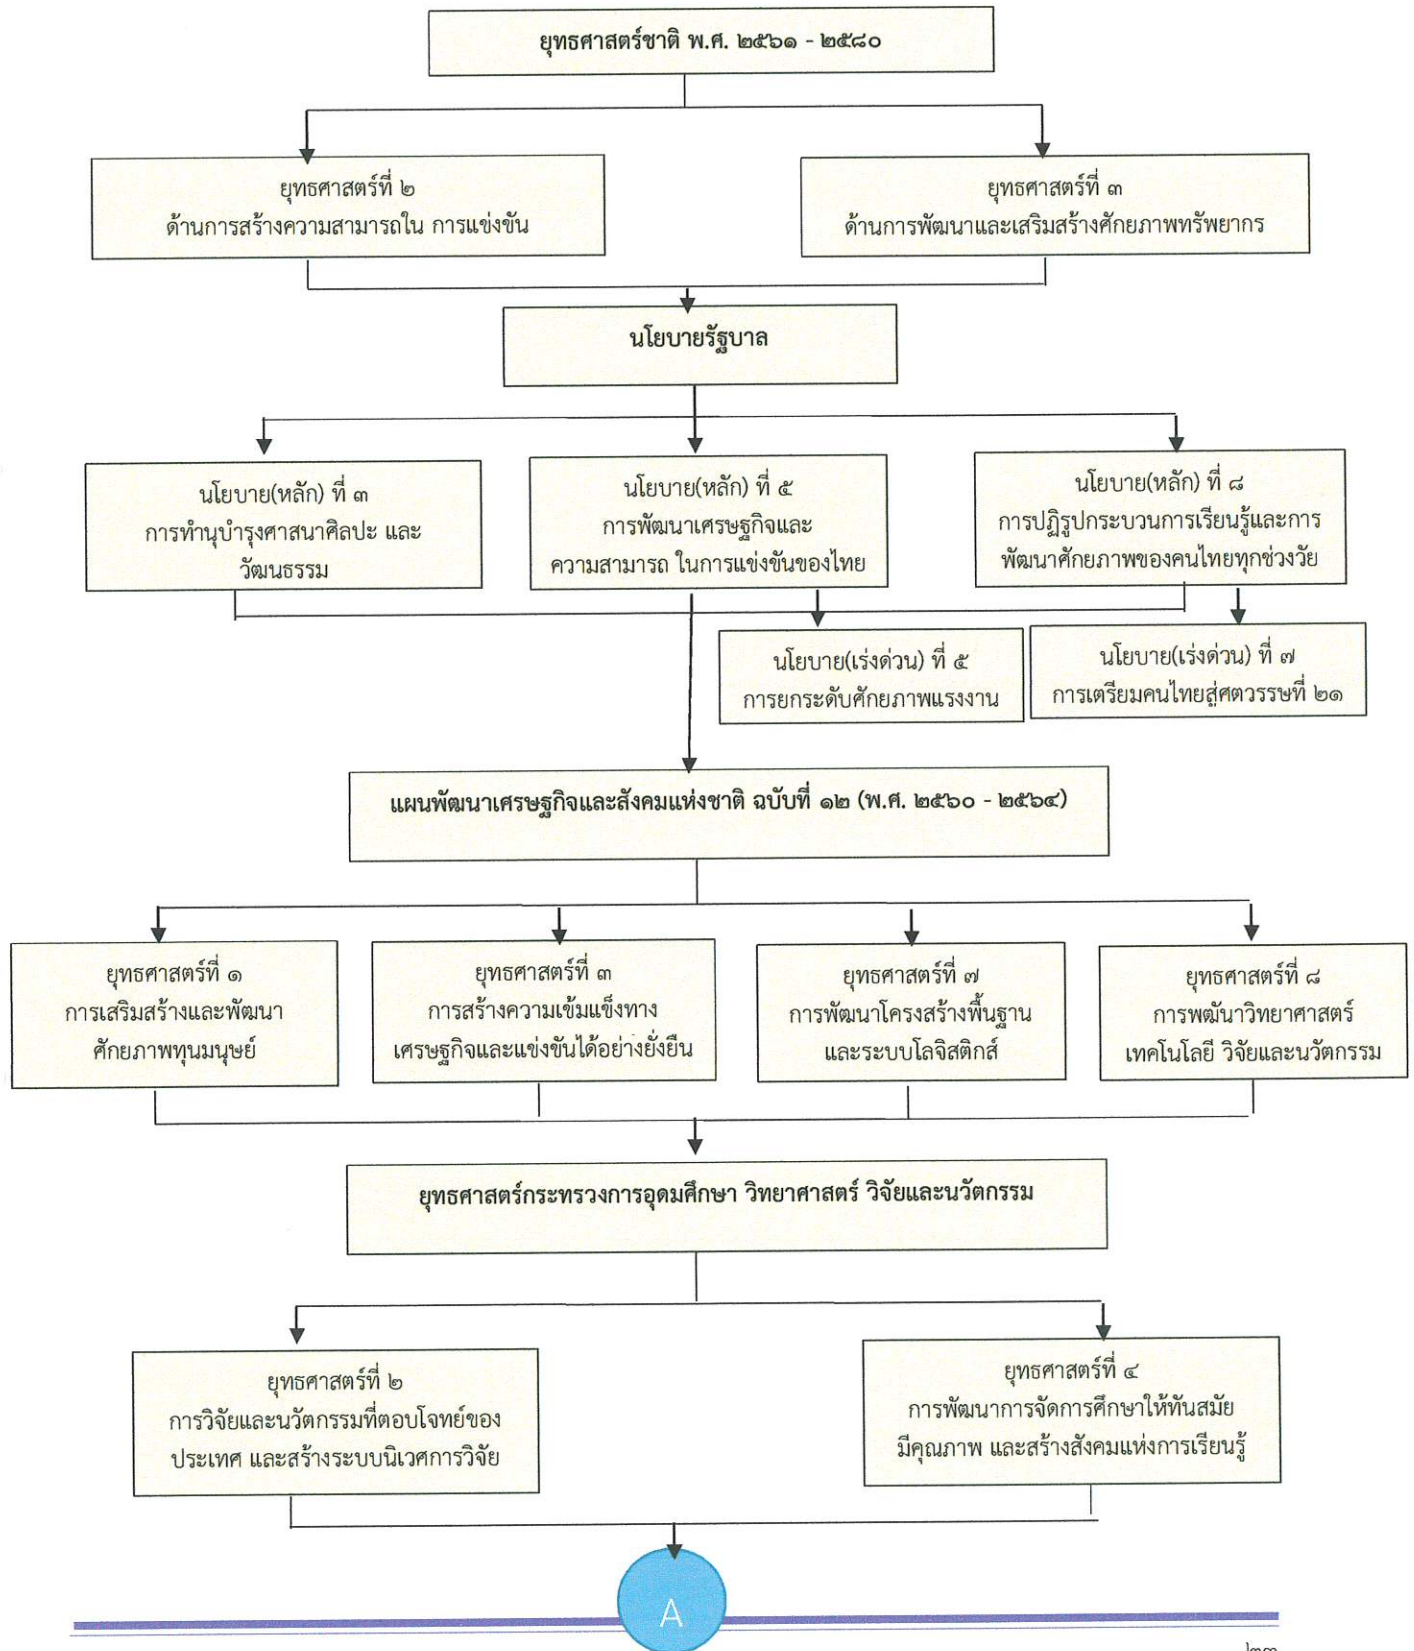 ยุทธศาสตร์ชาติ พ.ศ. ๒๕๖๑ - ๒๕๘๐
ยุทธศาสตร์ที่ ๒
ด้านการสร้างความสามารถใน การแข่งขัน
ยุทธศาสตร์ที่ ๓
ด้านการพัฒนาและเสริมสร้างศักยภาพทรัพยากร
นโยบายรัฐบาล
นโยบาย(หลัก) ที่ ๓
การทำนุบำรุงศาสนาศิลปะ และ
วัฒนธรรม
นโยบาย(หลัก) ที่ ๕
การพัฒนาเศรษฐกิจและ
ความสามารถ ในการแข่งขันของไทย
นโยบาย(หลัก) ที่ ๘
การปฏิรูปกระบวนการเรียนรู้และการ
พัฒนาศักยภาพของคนไทยทุกช่วงวัย
นโยบาย(เร่งด่วน) ที่ ๕
การยกระดับศักยภาพแรงงาน
นโยบาย(เร่งด่วน) ที่ ๗
การเตรียมคนไทยสู่ศตวรรษที่ ๒๑
แผนพัฒนาเศรษฐกิจและสังคมแห่งชาติ ฉบับที่ ๑๒ (พ.ศ. ๒๕๖๐ - ๒๕๖๔)
ยุทธศาสตร์ที่ ๑
การเสริมสร้างและพัฒนา
ศักยภาพทุนมนุษย์
ยุทธศาสตร์ที่ ๓
การสร้างความเข้มแข็งทาง
เศรษฐกิจและแข่งขันได้อย่างยั่งยืน
ยุทธศาสตร์ที่ ๗
การพัฒนาโครงสร้างพื้นฐาน
และระบบโลจิสติกส์
ยุทธศาสตร์ที่ ๘
การพฒันาวิทยาศาสตร์
เทคโนโลยี วิจัยและนวัตกรรม
ยุทธศาสตร์กระทรวงการอุดมศึกษา วิทยาศาสตร์ วิจัยและนวัตกรรม
ยุทธศาสตร์ที่ ๒
การวิจัยและนวัตกรรมที่ตอบโจทย์ของ
ประเทศ และสร้างระบบนิเวศการวิจัย
ยุทธศาสตร์ที่ ๔
การพัฒนาการจัดการศึกษาให้ทันสมัย
มีคุณภาพ และสร้างสังคมแห่งการเรียนรู้
A